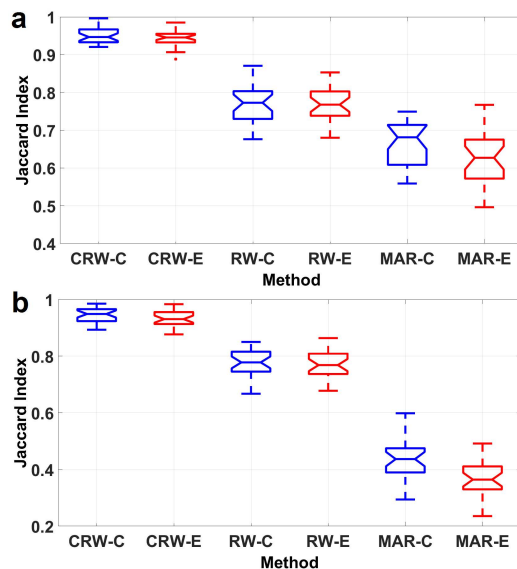 a
Jaccard Index
1
0.9
0.8
0.7
0.6
0.5
0.4
CRW-C CRW-E RW-C RW-E MAR-C MAR-E
Method
b
Jaccard Index
1
0.8
0.6
0.4
0.2
CRW-C CRW-E RW-C RW-E MAR-C MAR-E
Method